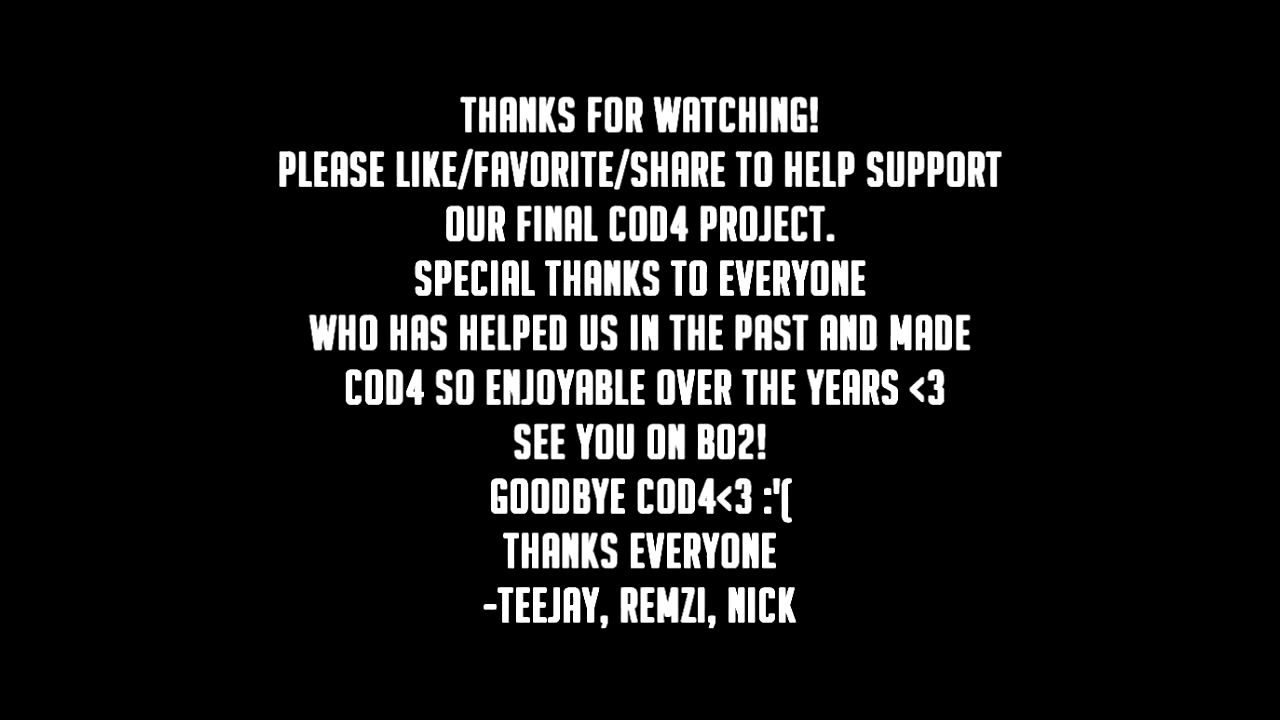 THANKS FOR WATCHING!
PLEASE LIKE/FAVORITE/SHARE TO HELP SUPPORT
OUR FINAL COD4 PROJECT.
SPECIAL THANKS TO EVERYONE
WHO HAS HELPED US IN THE PAST AND MADE
COD4 SO ENJOYABLE OVER THE YEARS <3
SEE YOU ON BO2!
GOODBYE COD4<3 :'(
THANKS EVERYONE
-TEEJAY, REMZI, NICK